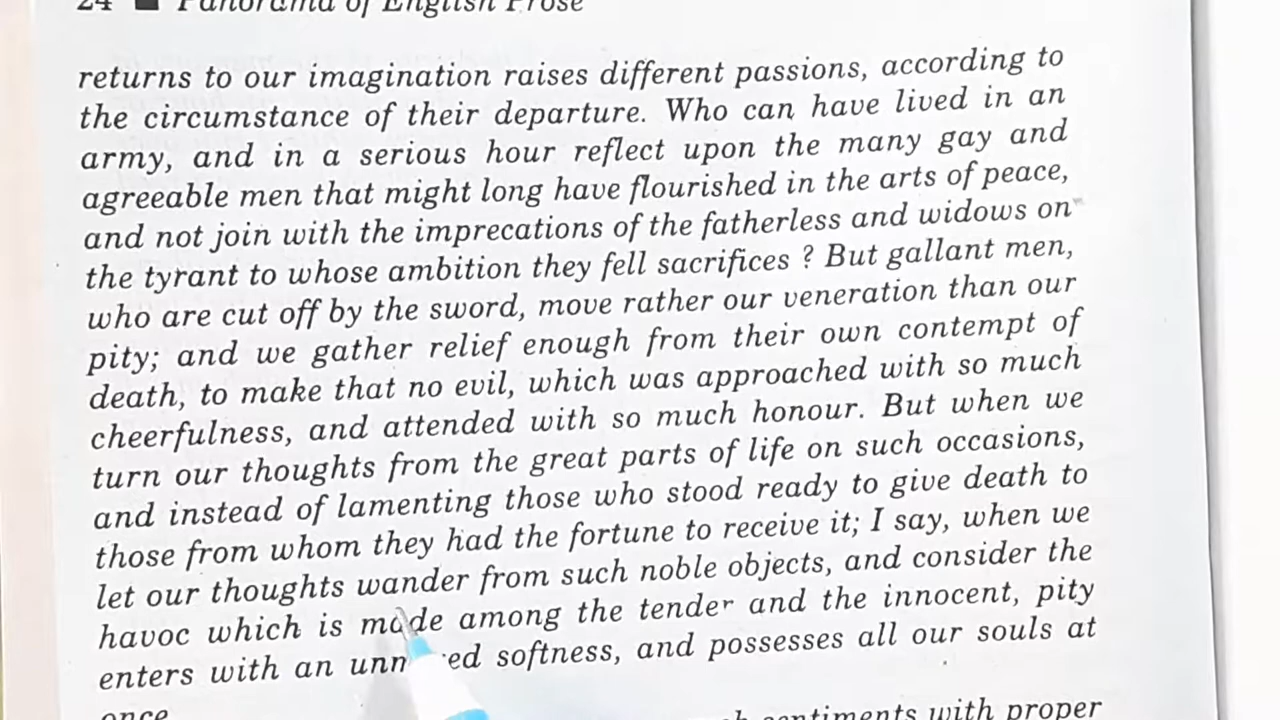 24 ■ Panorama of English Prose
returns to our imagination raises different passions, according to
the circumstance of their departure. Who can have lived in an
army, and in a serious hour reflect upon the many gay and
agreeable men that might long have flourished in the arts of peace,
and not join with the imprecations of the fatherless and widows on
the tyrant to whose ambition they fell sacrifices ? But gallant men,
who are cut off by the sword, move rather our veneration than our
pity; and we gather relief enough from their own contempt of
death, to make that no evil, which was approached with so much
cheerfulness, and attended with so much honour. But when we
turn our thoughts from the great parts of life on such occasions,
and instead of lamenting those who stood ready to give death to
those from whom they had the fortune to receive it; I say, when we
let our thoughts wander from such noble objects, and consider the
havoc which is made among the tender and the innocent, pity
enters with an softness, and possesses all our souls at
once sentiments with proper